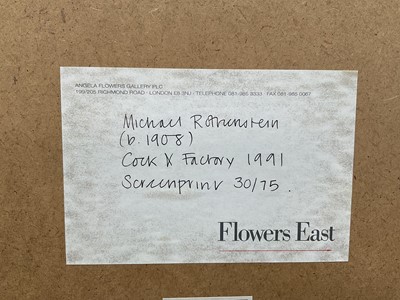 ANGELA FLOWERS GALLERY PLC
199/205 RICHMOND ROAD · LONDON E8 3NJ · TELEPHONE 081-985 3333 · FAX 081-985 0067
Michael Rothenstein
(b. 1908)
Cock X Factory 1991
Screenprint 30/75.
Flowers East